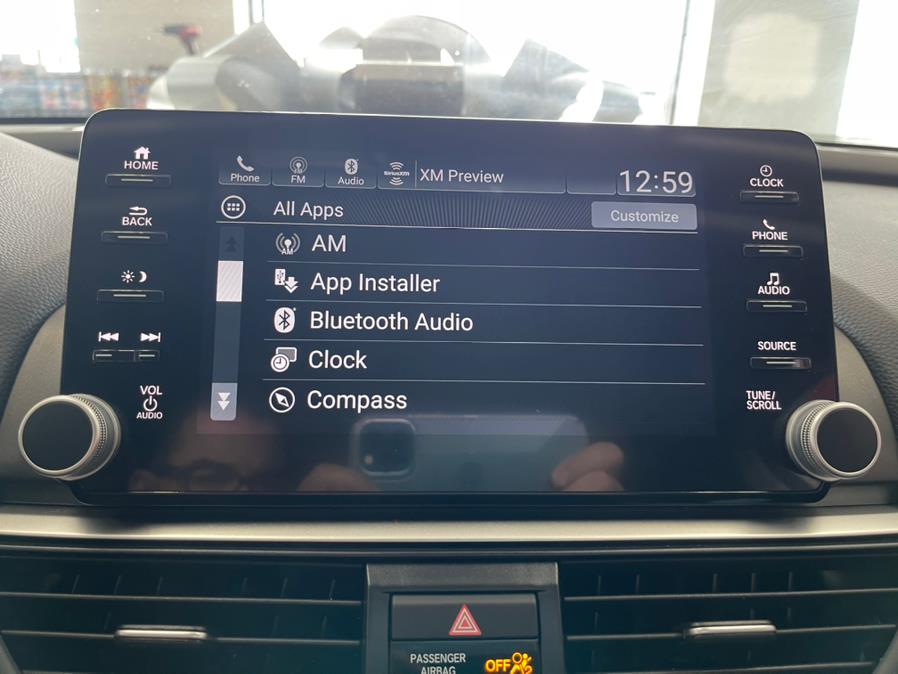 HOME
BACK
VOL
AUDIO
Phone
FM
Audio
SiriusXM
XM Preview
12:59
All Apps
Customize
AM
AM
App Installer
Bluetooth Audio
Clock
Compass
CLOCK
PHONE
AUDIO
SOURCE
TUNE/
SCROLL
PASSENGER
AIRBAG
OFF